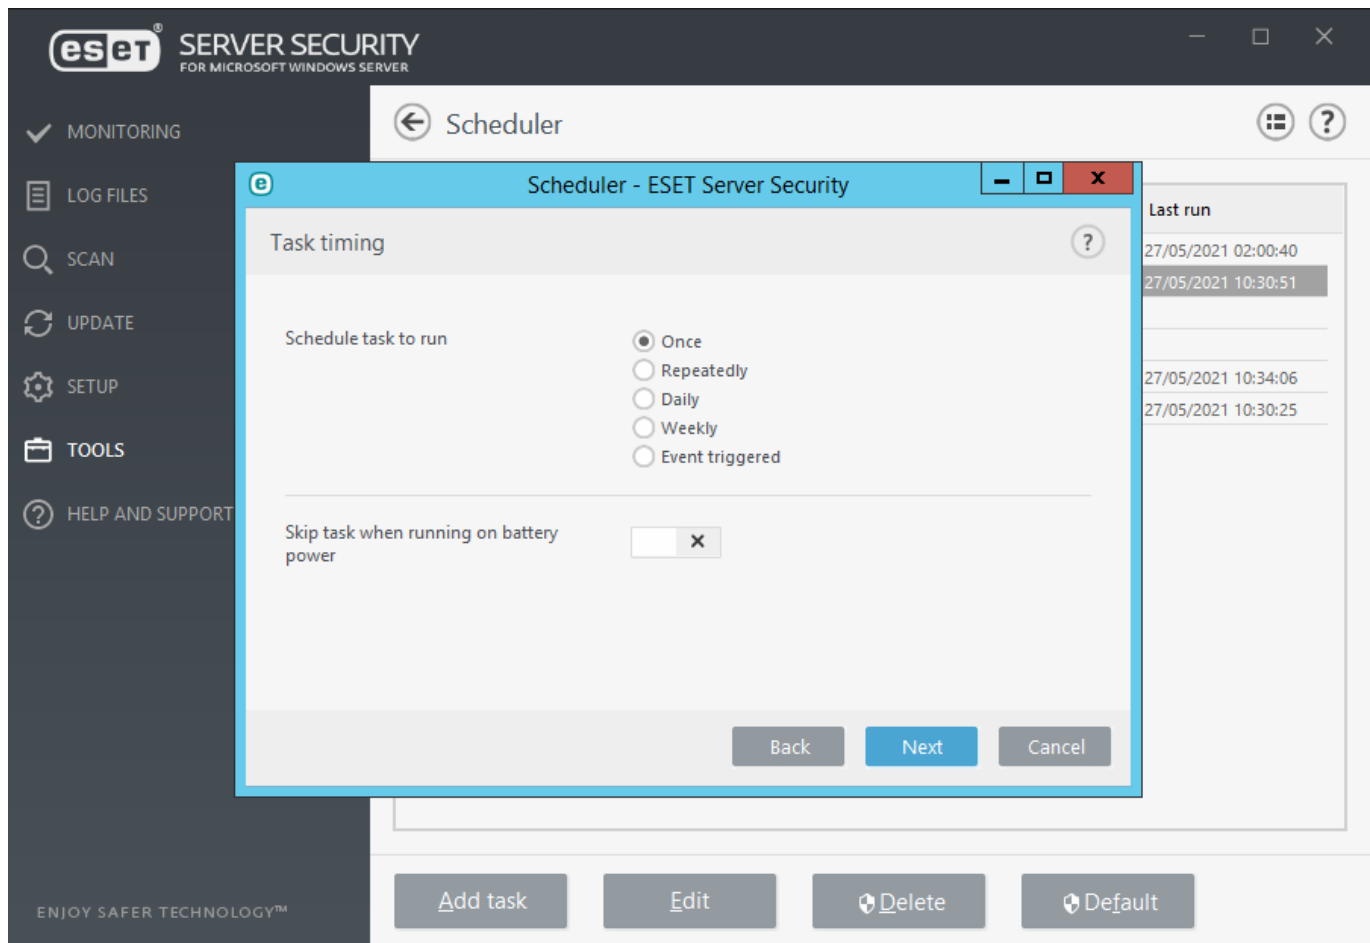 eset® SERVER SECURITY
FOR MICROSOFT WINDOWS SERVER
MONITORING
LOG FILES
SCAN
UPDATE
SETUP
TOOLS
HELP AND SUPPORT
ENJOY SAFER TECHNOLOGY™
Scheduler
?
Last run
27/05/2021 02:00:40
27/05/2021 10:30:51
27/05/2021 10:34:06
27/05/2021 10:30:25
e
Scheduler - ESET Server Security
Task timing
?
Schedule task to run
Once
Repeatedly
Daily
Weekly
Event triggered
Skip task when running on battery
power
Back
Next
Cancel
Add task
Edit
Delete
Default